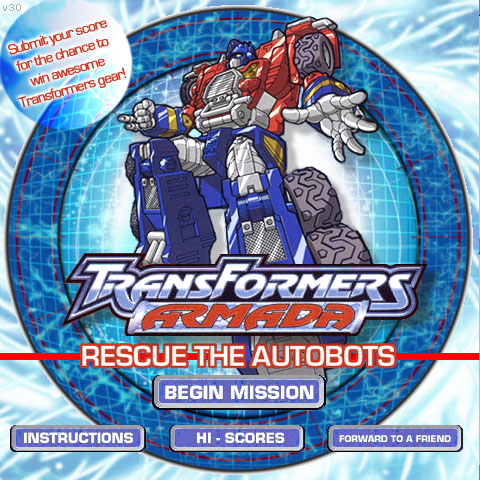 v3.0
Submit your score
for the chance to
win awesome
Transformers gear!
TRANSFORMERS
ARMADA
RESCUE THE AUTOBOTS
BEGIN MISSION
INSTRUCTIONS
HI - SCORES
FORWARD TO A FRIEND